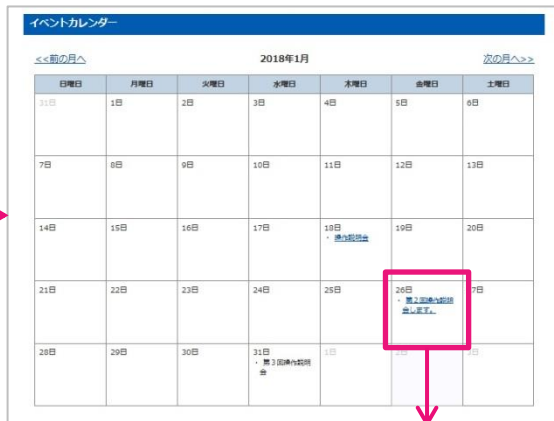 イベントカレンダー
<<前の月へ 2018年1月 次の月へ>>
日曜日 月曜日 火曜日 水曜日 木曜日 金曜日 土曜日
31日 1日 2日 3日 4日 5日 6日
7日 8日 9日 10日 11日 12日 13日
14日 15日 16日 17日 18日 19日 20日
・ 操作説明会
21日 22日 23日 24日 25日 26日 7日
・ 第2回操作説明
会します。
28日 29日 30日 31日 1日 2日 3日
・ 第3回操作説明
会